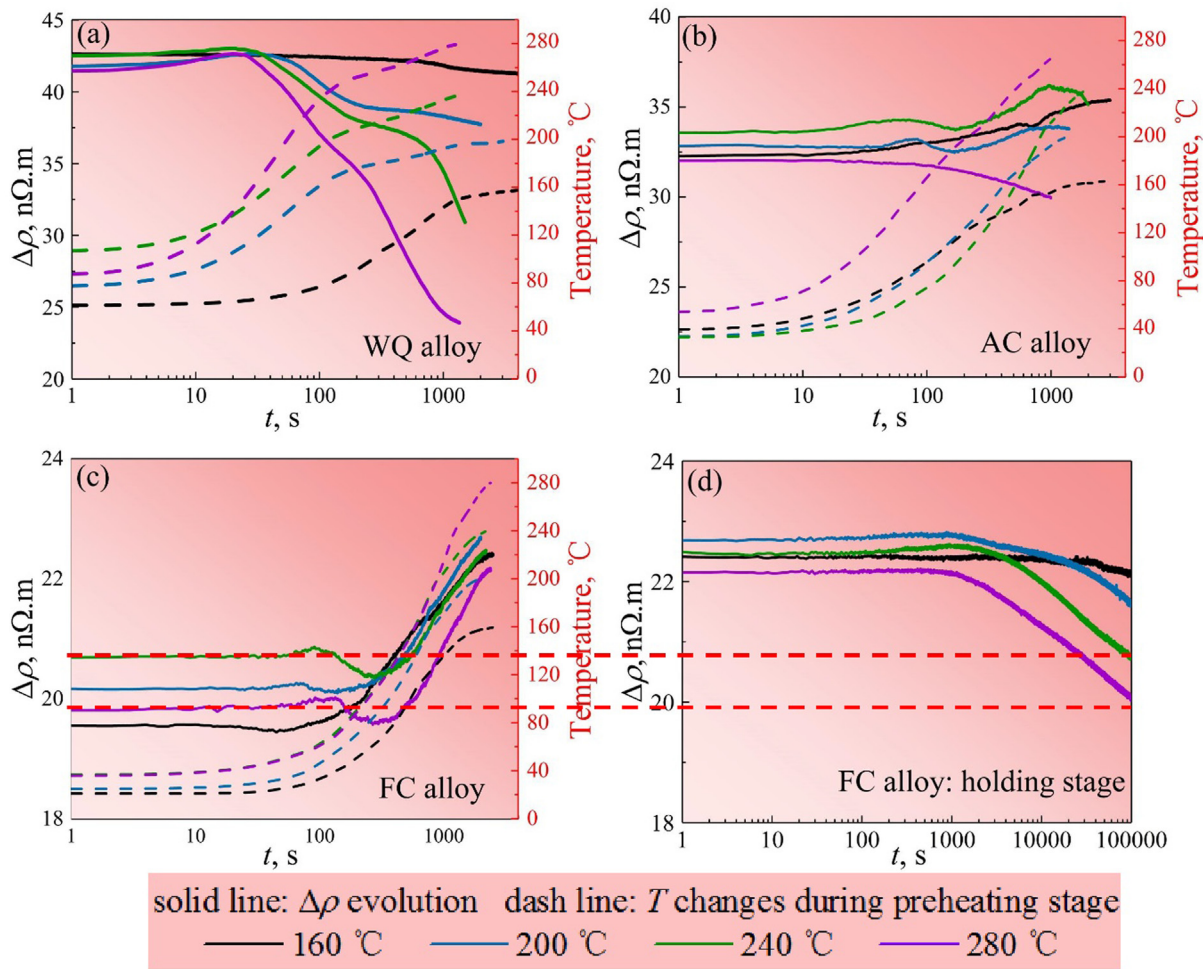 (a)
45
40
35
30
25
20
Δρ, nΩ.m
280
240
200
160
120
80
40
0
Temperature, ℃
WQ alloy
1 10 100 1000
t, s
(b)
40
35
30
25
20
Δρ, nΩ.m
280
240
200
160
120
80
40
0
Temperature, ℃
AC alloy
1 10 100 1000
t, s
(c)
24
22
20
18
Δρ, nΩ.m
280
240
200
160
120
80
40
0
Temperature, ℃
FC alloy
1 10 100 1000
t, s
(d)
24
22
20
18
Δρ, nΩ.m
FC alloy: holding stage
1 10 100 1000 10000 100000
t, s
solid line: Δρ evolution dash line: T changes during preheating stage
160 ℃ 200 ℃ 240 ℃ 280 ℃